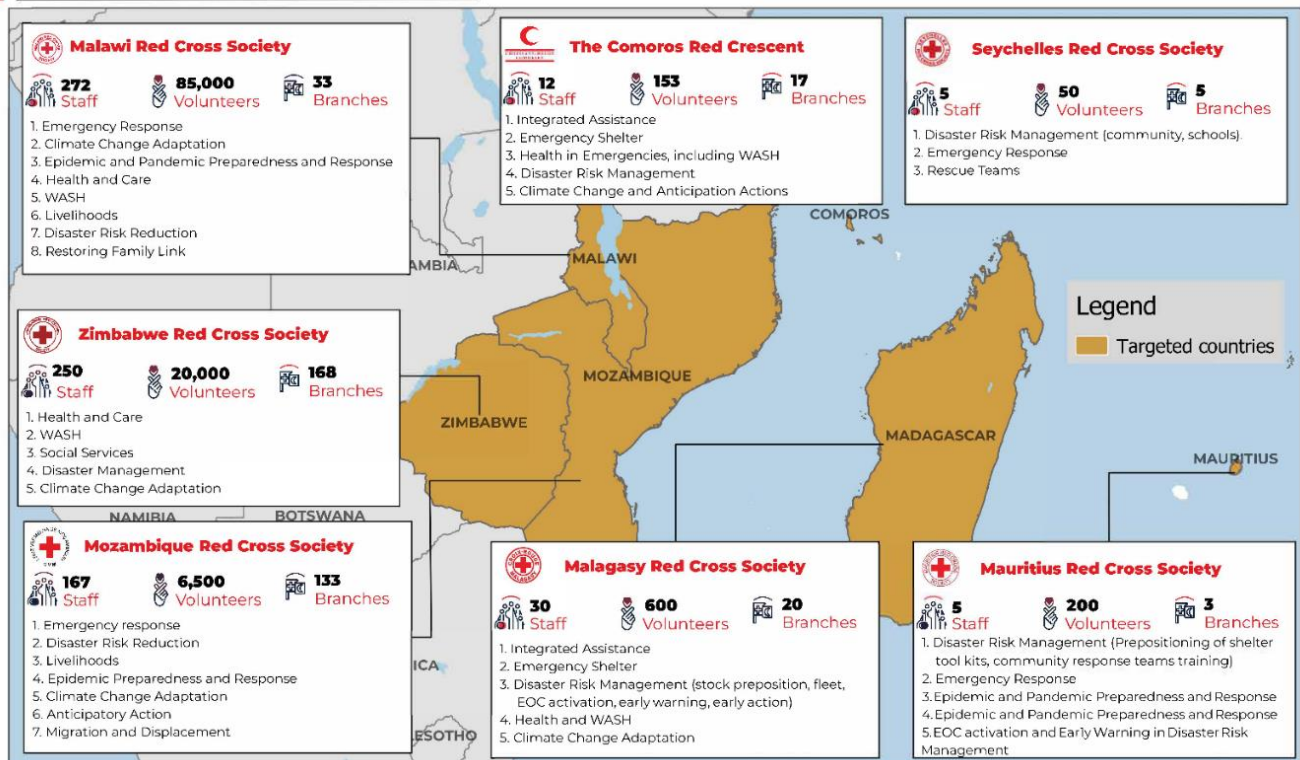 Malawi Red Cross Society
272
Staff
85,000
Volunteers
33
Branches
1. Emergency Response
2. Climate Change Adaptation
3. Epidemic and Pandemic Preparedness and Response
4. Health and Care
5. WASH
6. Livelihoods
7. Disaster Risk Reduction
8. Restoring Family Link
The Comoros Red Crescent
12
Staff
153
Volunteers
17
Branches
1. Integrated Assistance
2. Emergency Shelter
3. Health in Emergencies, including WASH
4. Disaster Risk Management
5. Climate Change and Anticipation Actions
Seychelles Red Cross Society
5
Staff
50
Volunteers
5
Branches
1. Disaster Risk Management (community, schools).
2. Emergency Response
3. Rescue Teams
COMOROS
AMBIA
MALAWI
Legend
Targeted countries
Zimbabwe Red Cross Society
250
Staff
20,000
Volunteers
168
Branches
1. Health and Care
2. WASH
3. Social Services
4. Disaster Management
5. Climate Change Adaptation
MOZAMBIQUE
ZIMBABWE
MADAGASCAR
MAURITIUS
NAMIBIA
BOTSWANA
Mozambique Red Cross Society
167
Staff
6,500
Volunteers
133
Branches
1. Emergency response
2. Disaster Risk Reduction
3. Livelihoods
4. Epidemic Preparedness and Response
5. Climate Change Adaptation
6. Anticipatory Action
7. Migration and Displacement
ICA
LESOTHO
Malagasy Red Cross Society
30
Staff
600
Volunteers
20
Branches
1. Integrated Assistance
2. Emergency Shelter
3. Disaster Risk Management (stock preposition, fleet,
EOC activation, early warning, early action)
4. Health and WASH
5. Climate Change Adaptation
Mauritius Red Cross Society
5
Staff
200
Volunteers
3
Branches
1. Disaster Risk Management (Prepositioning of shelter
tool kits, community response teams training)
2. Emergency Response
3.Epidemic and Pandemic Preparedness and Response
4.Epidemic and Pandemic Preparedness and Response
5.EOC activation and Early Warning in Disaster Risk
Management